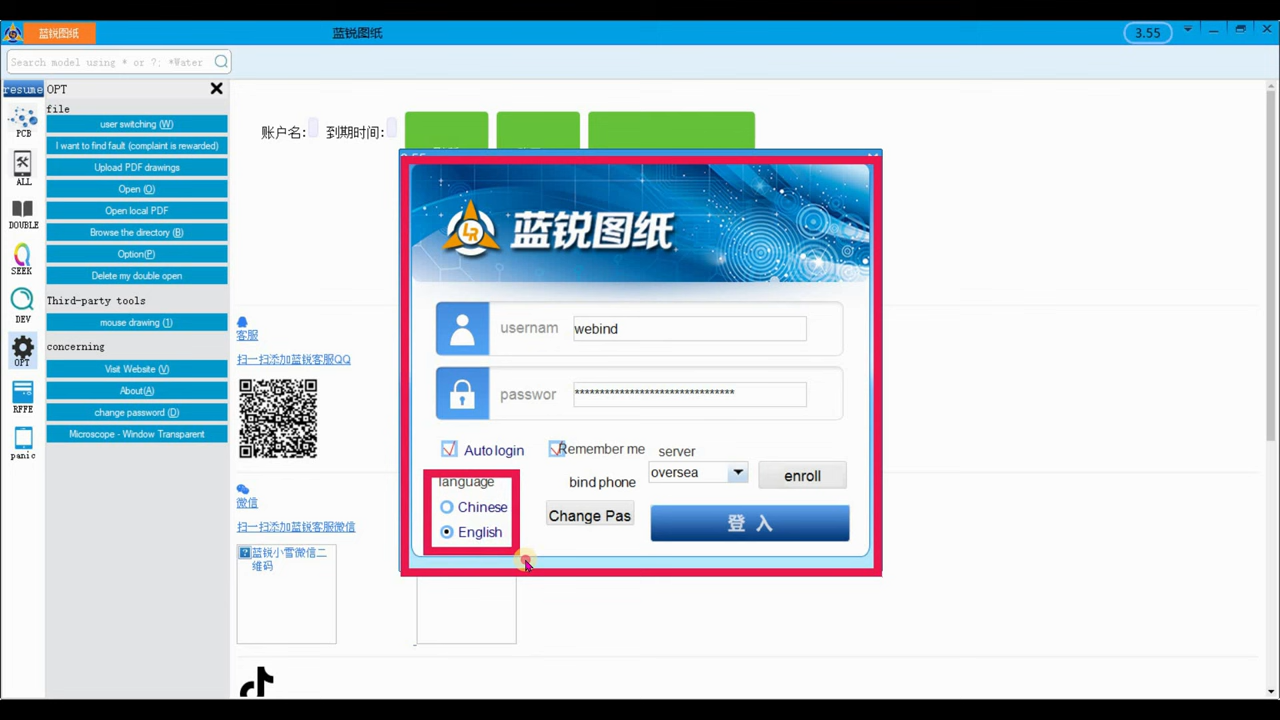 蓝锐图纸
蓝锐图纸
3.55
Search model using * or ?; *Water
resume
OPT
file
user switching (W)
PCB
I want to find fault (complaint is rewarded)
Upload PDF drawings
ALL
Open (O)
Open local PDF
DOUBLE
Browse the directory (B)
Option(P)
SEEK
Delete my double open
Third-party tools
DEV
mouse drawing (1)
concerning
OPT
Visit Website (V)
About(A)
RFFE
change password (D)
Microscope - Window Transparent
panic
账户名:
到期时间:
客服
扫一扫添加蓝锐客服QQ
微信
扫一扫添加蓝锐客服微信
?蓝锐小雪微信二
维码
LR
蓝锐图纸
usernam
webind
passwor
********************************
Auto login
Remember me
server
language
bind phone
oversea
enroll
Chinese
Change Pas
登 入
English